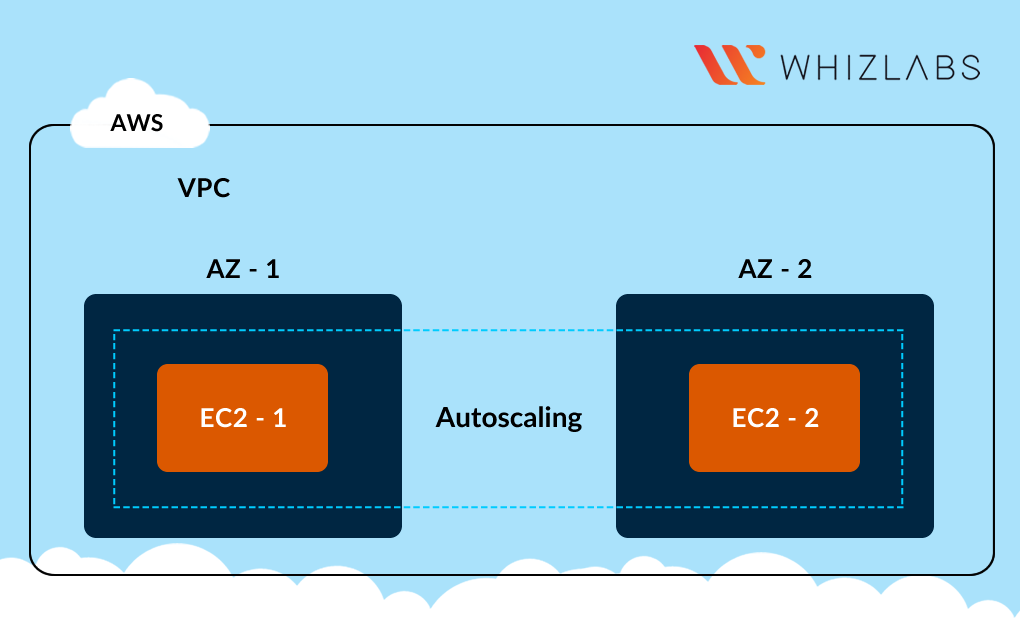 WHIZLABS
AWS
VPC
AZ - 1
AZ - 2
EC2 - 1
Autoscaling
EC2 - 2